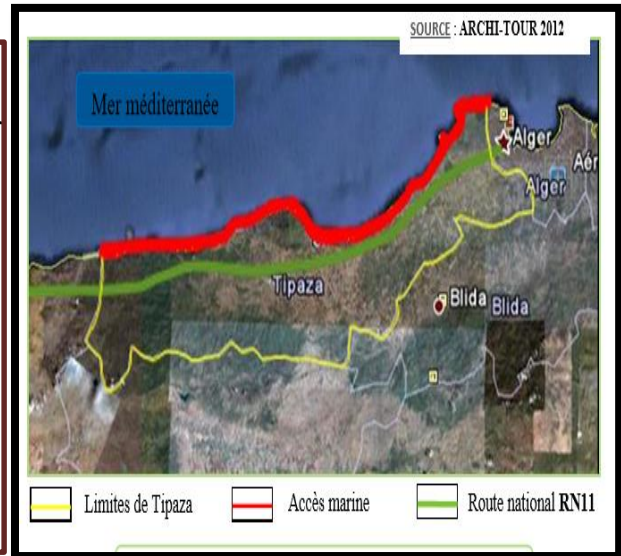 SOURCE : ARCHI-TOUR 2012
Mer méditerranée
Alger
Aér
Alger
Tipaza
Blida Blida
Limites de Tipaza Accès marine Route national RN11